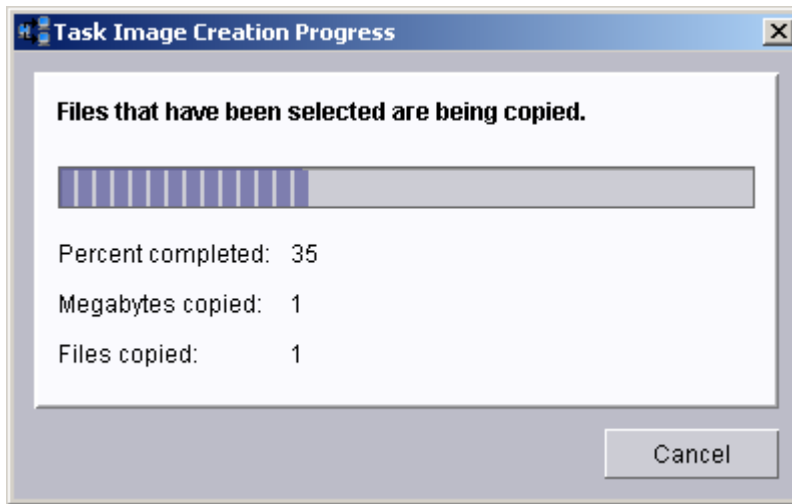 Task Image Creation Progress
Files that have been selected are being copied.
Percent completed: 35
Megabytes copied: 1
Files copied: 1
Cancel